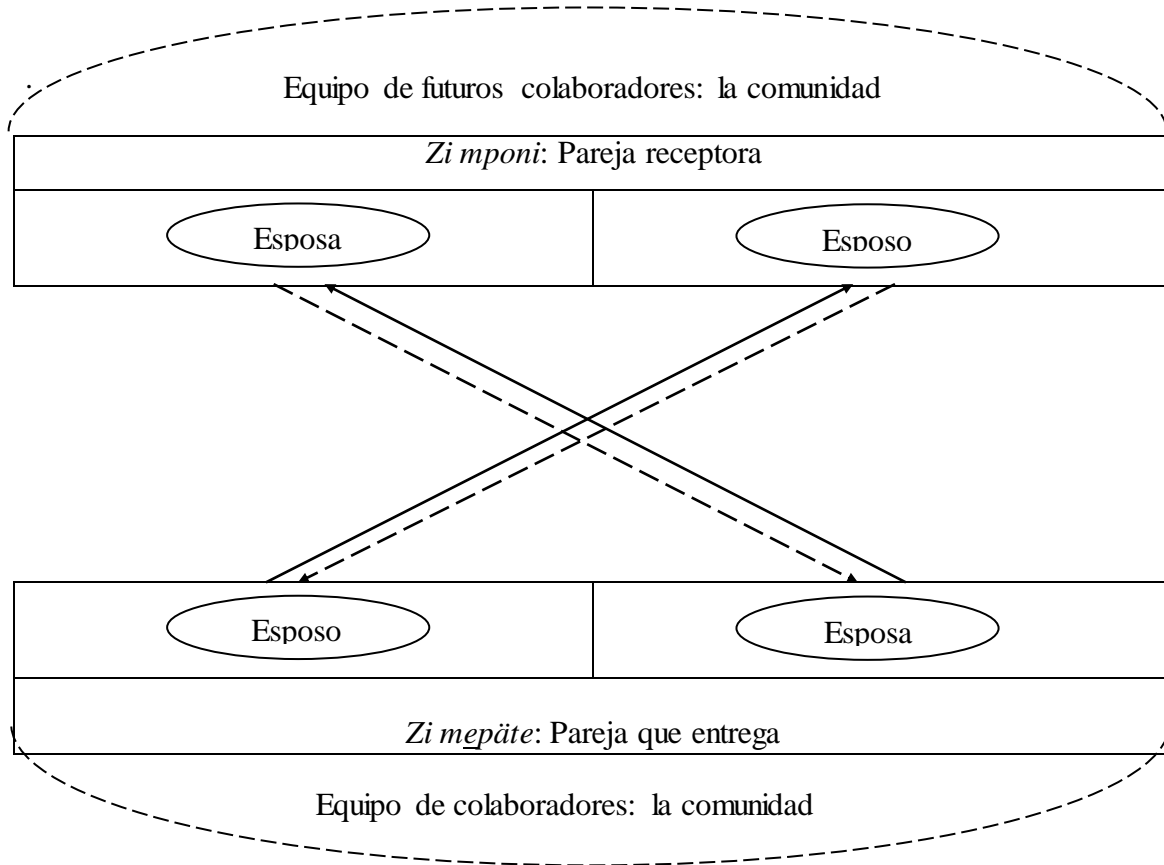 Equipo de futuros colaboradores: la comunidad
Zi mponi: Pareja receptora
Esposa Esposo
Esposo Esposa
Zi mepäte: Pareja que entrega
Equipo de colaboradores: la comunidad